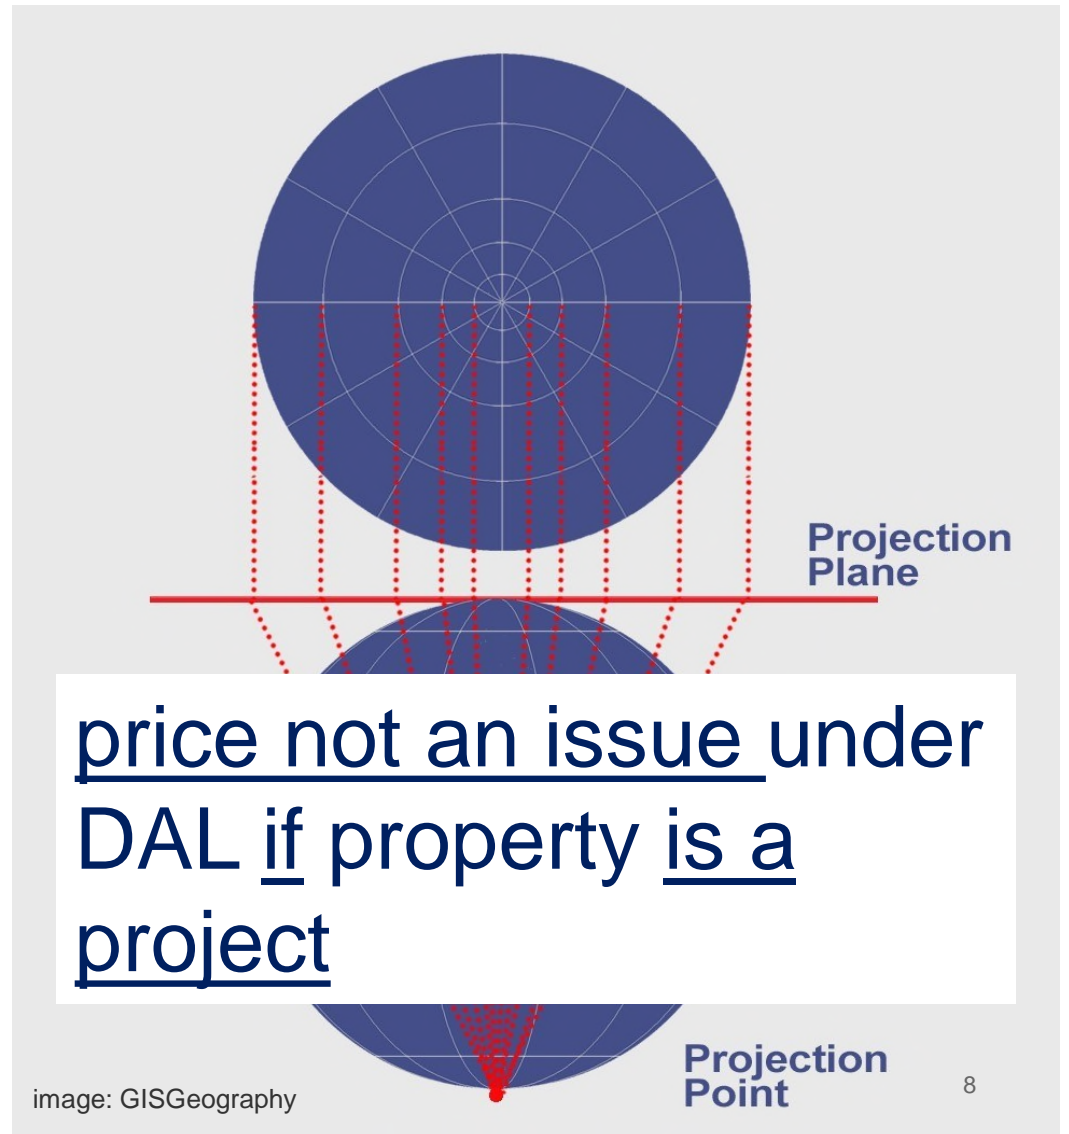 Projection
Plane
price not an issue under
DAL if property is a
project
Projection
Point
8
image: GISGeography